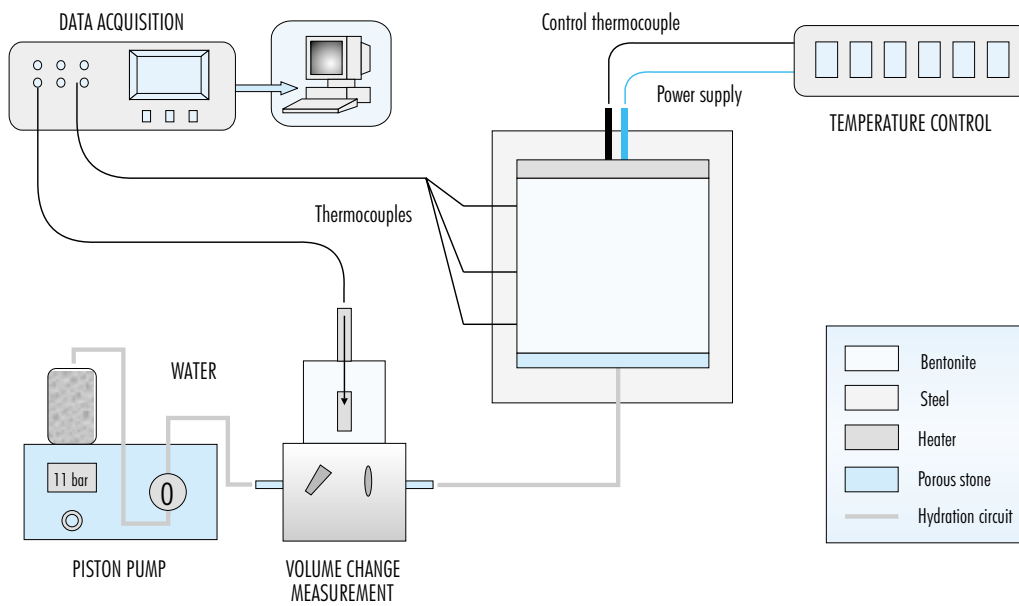 DATA ACQUISITION
Control thermocouple
Power supply
TEMPERATURE CONTROL
Thermocouples
WATER
11 bar
0
PISTON PUMP
VOLUME CHANGE
MEASUREMENT
Bentonite
Steel
Heater
Porous stone
Hydration circuit